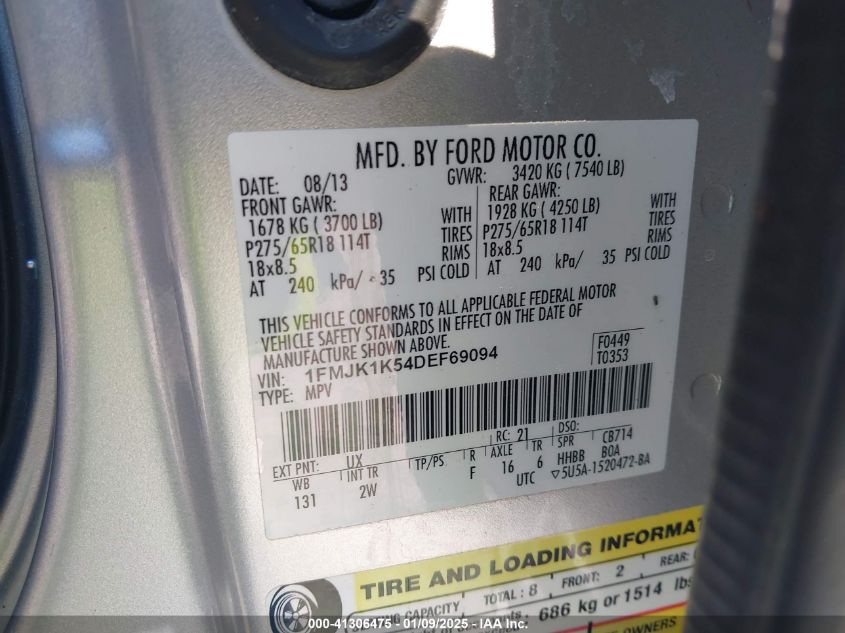 MFD. BY FORD MOTOR CO.
DATE: 08/13 GVWR: 3420 KG ( 7540 LB)
FRONT GAWR: REAR GAWR:
1678 KG ( 3700 LB) WITH 1928 KG ( 4250 LB) WITH
P275/65R18 114T TIRES P275/65R18 114T TIRES
18x8.5 RIMS 18x8.5 RIMS
AT 240 kPa/ 35 PSI COLD AT 240 kPa/ 35 PSI COLD
THIS VEHICLE CONFORMS TO ALL APPLICABLE FEDERAL MOTOR
VEHICLE SAFETY STANDARDS IN EFFECT ON THE DATE OF
MANUFACTURE SHOWN ABOVE.
VIN: 1FMJK1K54DEF69094 F0449
TYPE: MPV T0353
EXT PNT: UX RC: 21 DSO:
WB INT TR TP/PS R AXLE TR SPR CB714
131 2W F 16 6 HHBB BOA
UTC ▽5U5A-1520472-BA
TIRE AND LOADING INFORMAT
CAPACITY TOTAL: 8 FRONT: 2 REAR:
686 kg or 1514 lbs
OWNERS
000-41306475 - 01/09/2025 - IAA Inc.